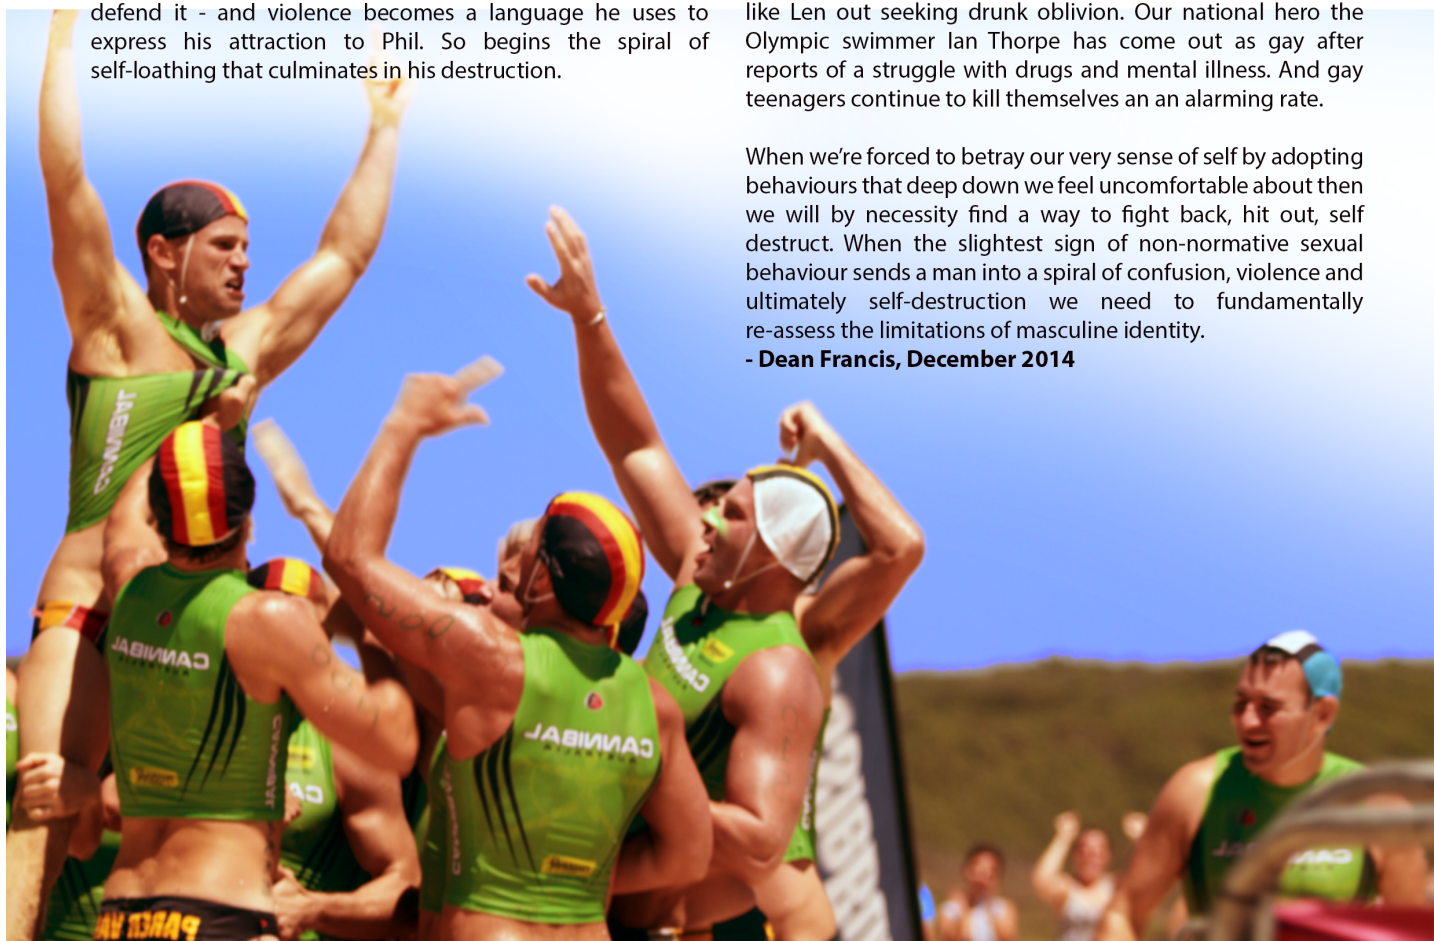 defend it - and violence becomes a language he uses to
express his attraction to Phil. So begins the spiral of
self-loathing that culminates in his destruction.
like Len out seeking drunk oblivion. Our national hero the
Olympic swimmer Ian Thorpe has come out as gay after
reports of a struggle with drugs and mental illness. And gay
teenagers continue to kill themselves an an alarming rate.
When we’re forced to betray our very sense of self by adopting
behaviours that deep down we feel uncomfortable about then
we will by necessity find a way to fight back, hit out, self
destruct. When the slightest sign of non-normative sexual
behaviour sends a man into a spiral of confusion, violence and
ultimately self-destruction we need to fundamentally
re-assess the limitations of masculine identity.
- Dean Francis, December 2014
CANNIBAL
CANNIBAL
CANNIBAL
CANNIBAL